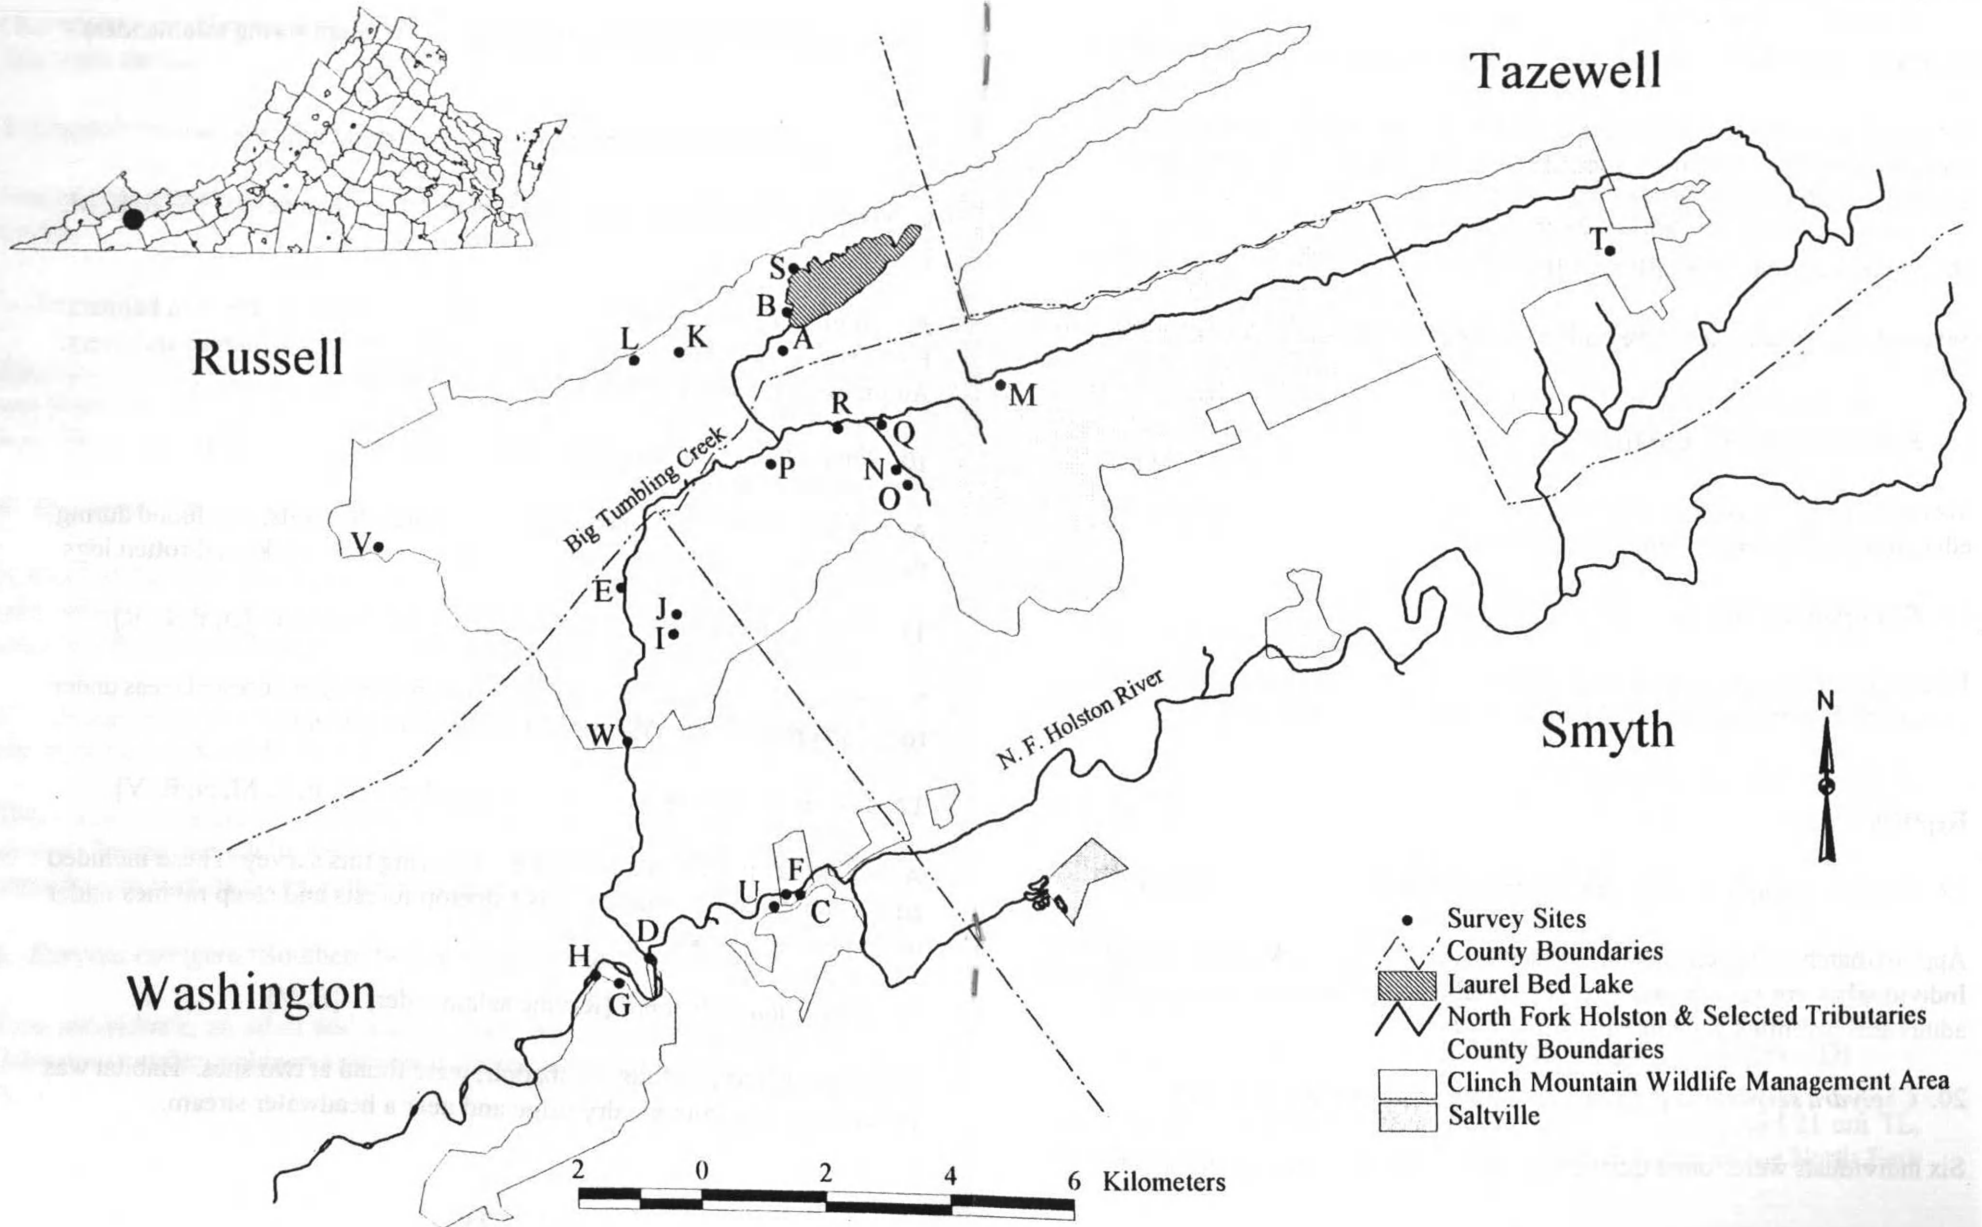 Tazewell
Russell
Smyth
Washington
Big Tumbling Creek
N. F. Holston River
S
B
A
L
K
M
T
R
Q
P
N
O
V
E
J
I
W
U
F
C
D
H
G
N
Survey Sites
County Boundaries
Laurel Bed Lake
North Fork Holston & Selected Tributaries
County Boundaries
Clinch Mountain Wildlife Management Area
Saltville
2 0 2 4 6 Kilometers